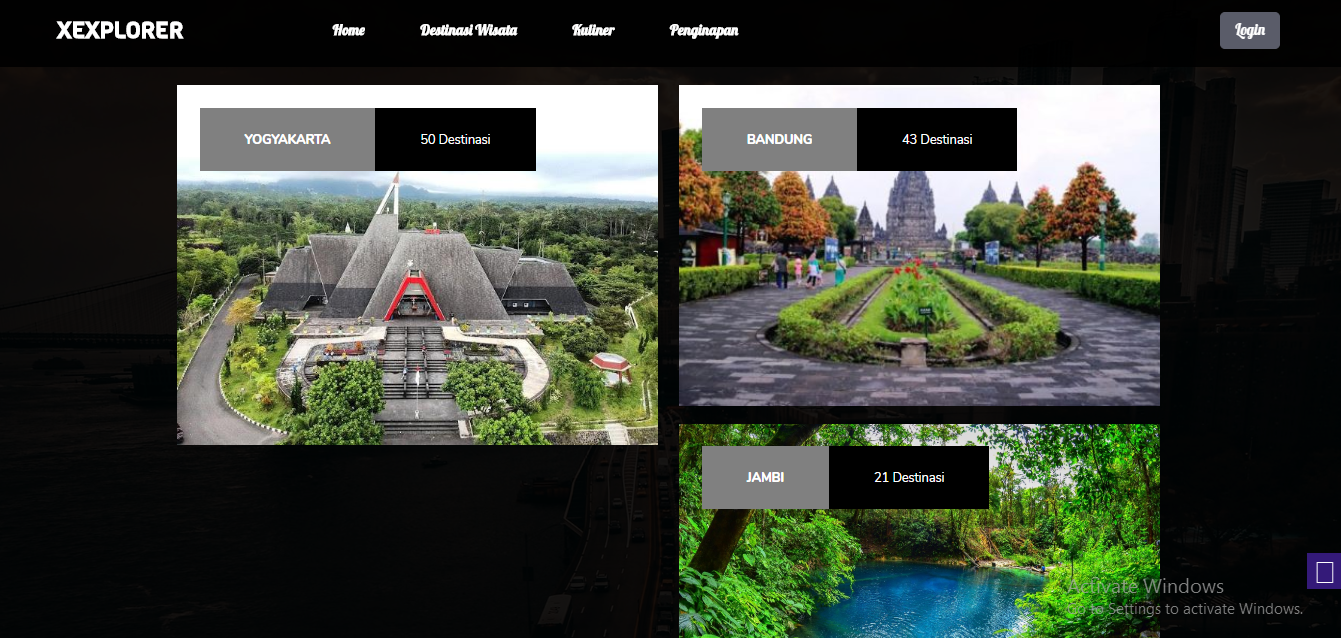 XEXPLORER
Home
Destinasi Wisata
Kuliner
Penginapan
Login
YOGYAKARTA
50 Destinasi
BANDUNG
43 Destinasi
JAMBI
21 Destinasi
Activate Windows
Go to Settings to activate Windows.